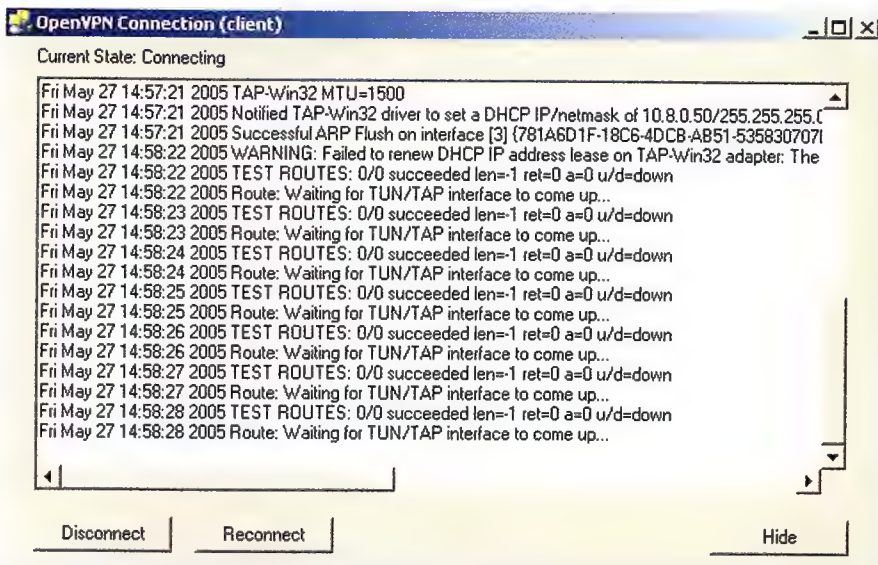 OpenVPN Connection (client)
Current State: Connecting
Fri May 27 14:57:21 2005 TAP-Win32 MTU=1500
Fri May 27 14:57:21 2005 Notified TAP-Win32 driver to set a DHCP IP/netmask of 10.8.0.50/255.255.255.
Fri May 27 14:57:21 2005 Successful ARP Flush on interface [3] {781A6D1F-18C6-4DCB-AB51-535830707
Fri May 27 14:58:22 2005 WARNING: Failed to renew DHCP IP address lease on TAP-Win32 adapter: The
Fri May 27 14:58:22 2005 TEST ROUTES: 0/0 succeeded len=-1 ret=0 a=0 u/d=down
Fri May 27 14:58:22 2005 Route: Waiting for TUN/TAP interface to come up...
Fri May 27 14:58:23 2005 TEST ROUTES: 0/0 succeeded len=-1 ret=0 a=0 u/d=down
Fri May 27 14:58:23 2005 Route: Waiting for TUN/TAP interface to come up...
Fri May 27 14:58:24 2005 TEST ROUTES: 0/0 succeeded len=-1 ret=0 a=0 u/d=down
Fri May 27 14:58:24 2005 Route: Waiting for TUN/TAP interface to come up...
Fri May 27 14:58:25 2005 TEST ROUTES: 0/0 succeeded len=-1 ret=0 a=0 u/d=down
Fri May 27 14:58:25 2005 Route: Waiting for TUN/TAP interface to come up...
Fri May 27 14:58:26 2005 TEST ROUTES: 0/0 succeeded len=-1 ret=0 a=0 u/d=down
Fri May 27 14:58:26 2005 Route: Waiting for TUN/TAP interface to come up...
Fri May 27 14:58:27 2005 TEST ROUTES: 0/0 succeeded len=-1 ret=0 a=0 u/d=down
Fri May 27 14:58:27 2005 Route: Waiting for TUN/TAP interface to come up...
Fri May 27 14:58:28 2005 TEST ROUTES: 0/0 succeeded len=-1 ret=0 a=0 u/d=down
Fri May 27 14:58:28 2005 Route: Waiting for TUN/TAP interface to come up...
Disconnect
Reconnect
Hide